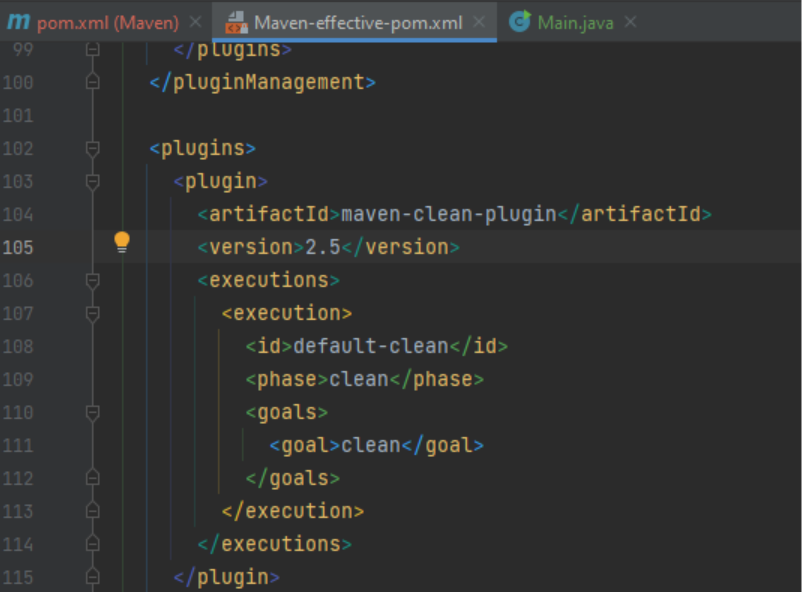 m pom.xml (Maven) × Maven-effective-pom.xml × C Main.java ×
99 </plugins>
100 </pluginManagement>
101
102 <plugins>
103 <plugin>
104 <artifactId>maven-clean-plugin</artifactId>
105 <version>2.5</version>
106 <executions>
107 <execution>
108 <id>default-clean</id>
109 <phase>clean</phase>
110 <goals>
111 <goal>clean</goal>
112 </goals>
113 </execution>
114 </executions>
115 </plugin>